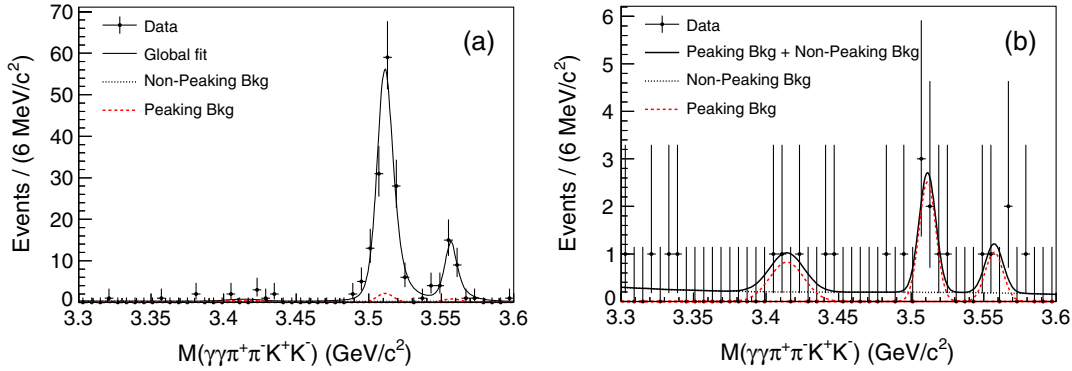 (a)
Data
Global fit
Non-Peaking Bkg
Peaking Bkg
Events / (6 MeV/c²)
70
60
50
40
30
20
10
0
3.3 3.35 3.4 3.45 3.5 3.55 3.6
M(γγπ⁺π⁻K⁺K⁻) (GeV/c²)
(b)
Data
Peaking Bkg + Non-Peaking Bkg
Non-Peaking Bkg
Peaking Bkg
Events / (6 MeV/c²)
6
5
4
3
2
1
0
3.3 3.35 3.4 3.45 3.5 3.55 3.6
M(γγπ⁺π⁻K⁺K⁻) (GeV/c²)